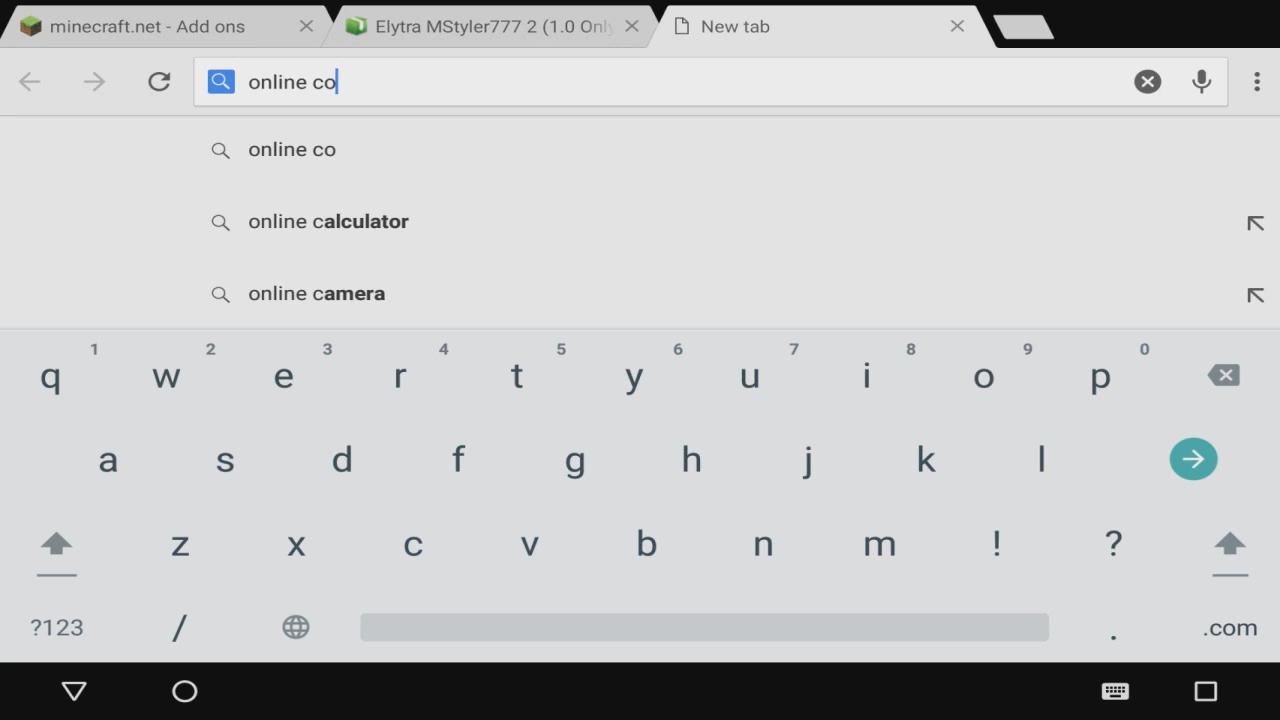 minecraft.net - Add ons
Elytra MStyler777 2 (1.0 Only
New tab
online co
online co
online calculator
online camera
1 2 3 4 5 6 7 8 9 0
q w e r t y u i o p
a s d f g h j k l
z x c v b n m ! ?
?123 / . .com